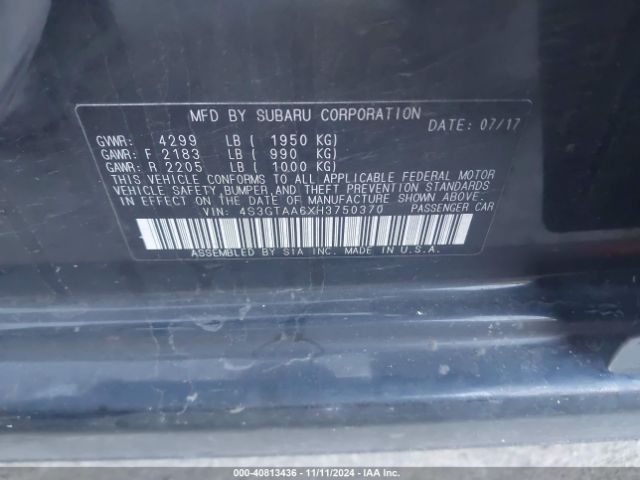 MFD BY SUBARU CORPORATION
DATE: 07/17
GVWR: 4299 LB ( 1950 KG)
GAWR: F 2183 LB ( 990 KG)
GAWR: R 2205 LB ( 1000 KG)
THIS VEHICLE CONFORMS TO ALL APPLICABLE FEDERAL MOTOR
VEHICLE SAFETY, BUMPER, AND THEFT PREVENTION STANDARDS
IN EFFECT ON THE DATE OF MANUFACTURE SHOWN ABOVE.
VIN: 4S3GTAA6XH3750370 PASSENGER CAR
ASSEMBLED BY SIA INC. MADE IN U.S.A.
000-40813436 - 11/11/2024 - IAA Inc.